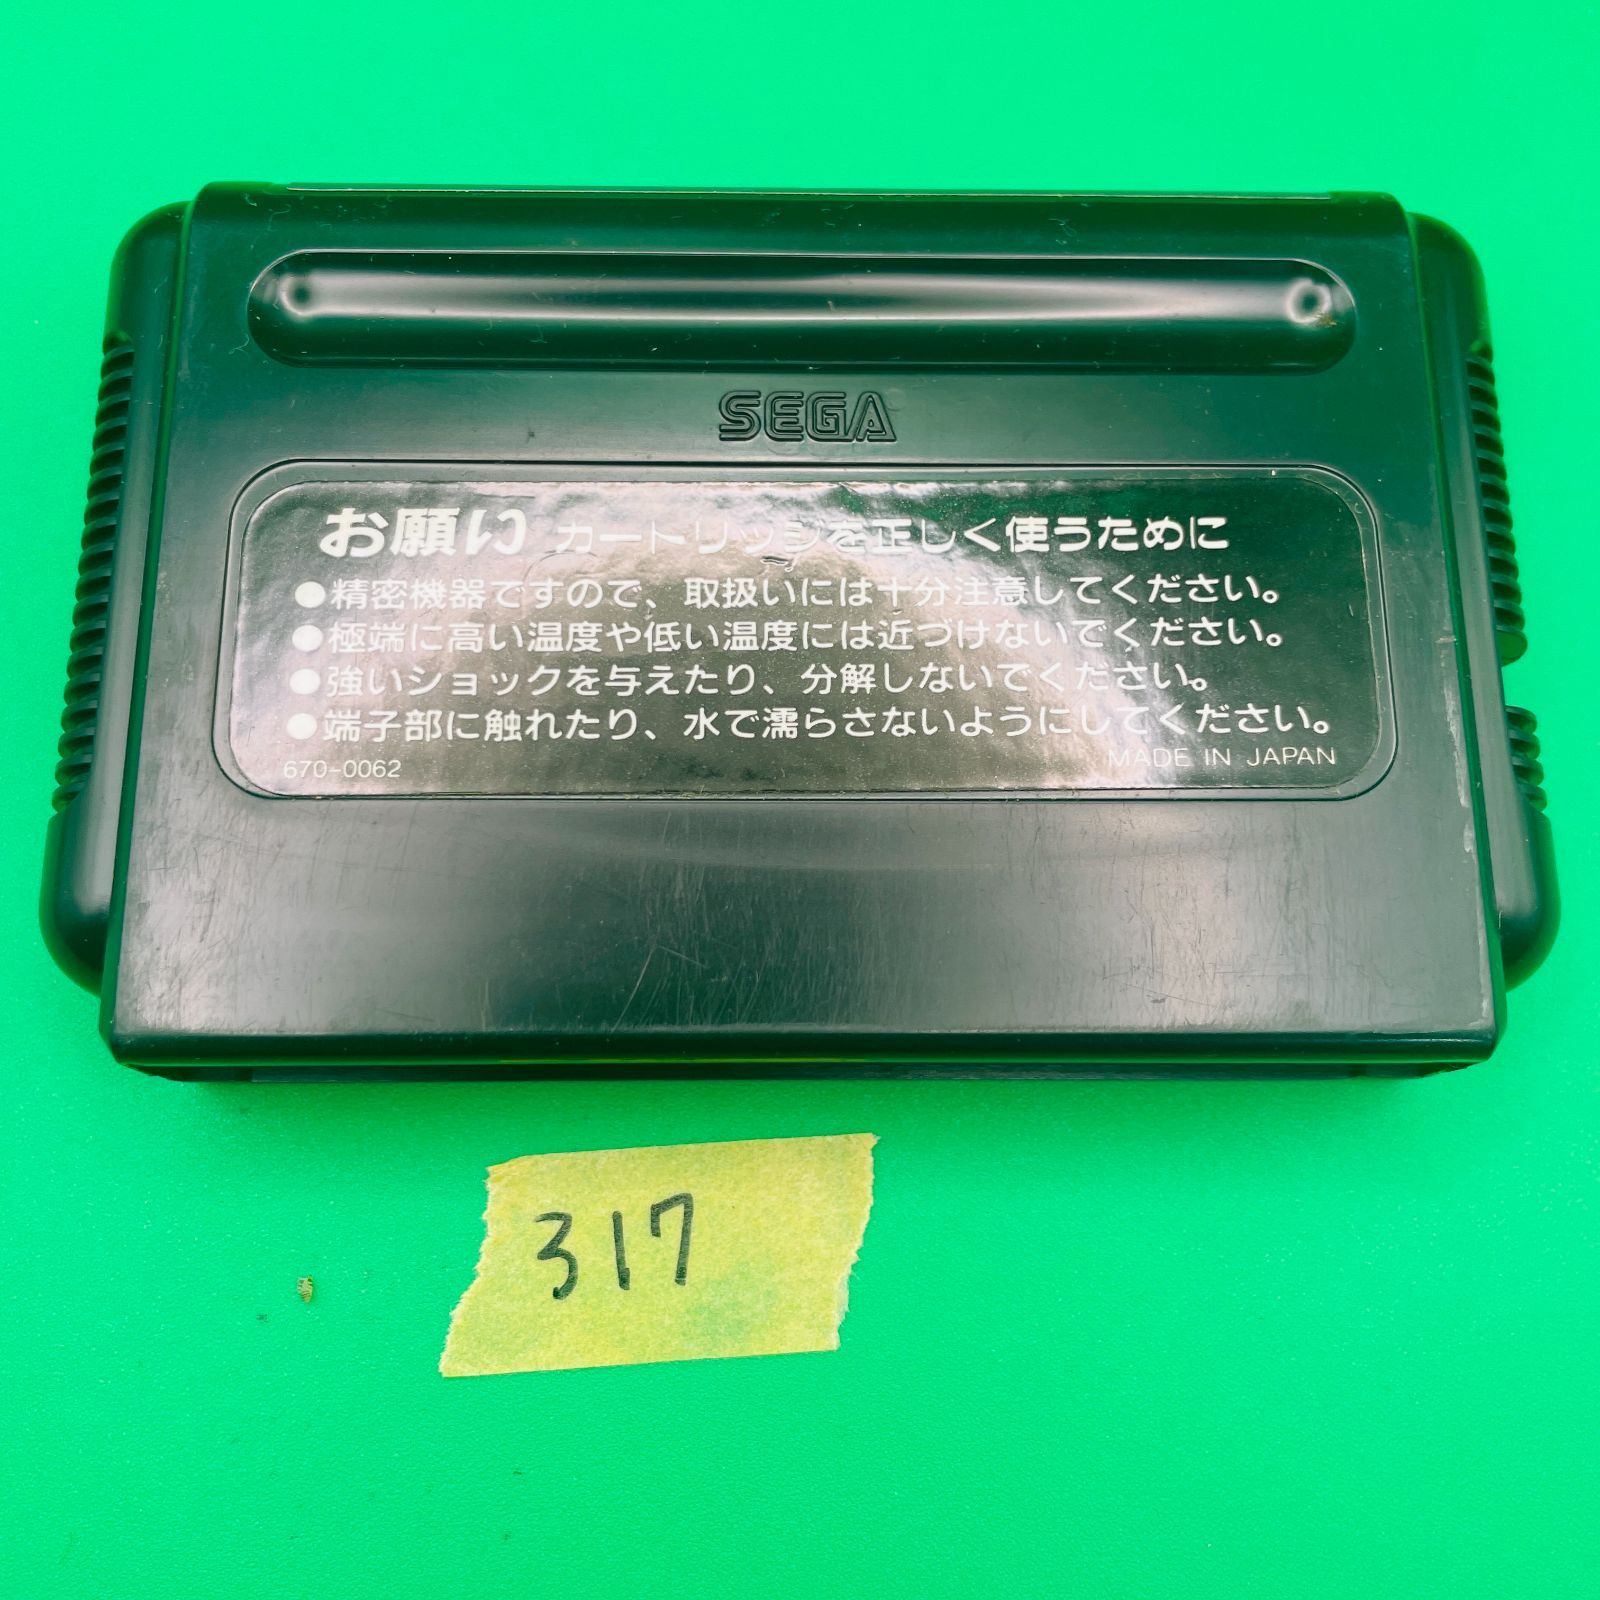 SEGA
お願い カートリッジを正しく使うために
●精密機器ですので、取扱いには十分注意してください。
●極端に高い温度や低い温度には近づけないでください。
●強いショックを与えたり、分解しないでください。
●端子部に触れたり、水で濡らさないようにしてください。
670-0062 MADE IN JAPAN
317